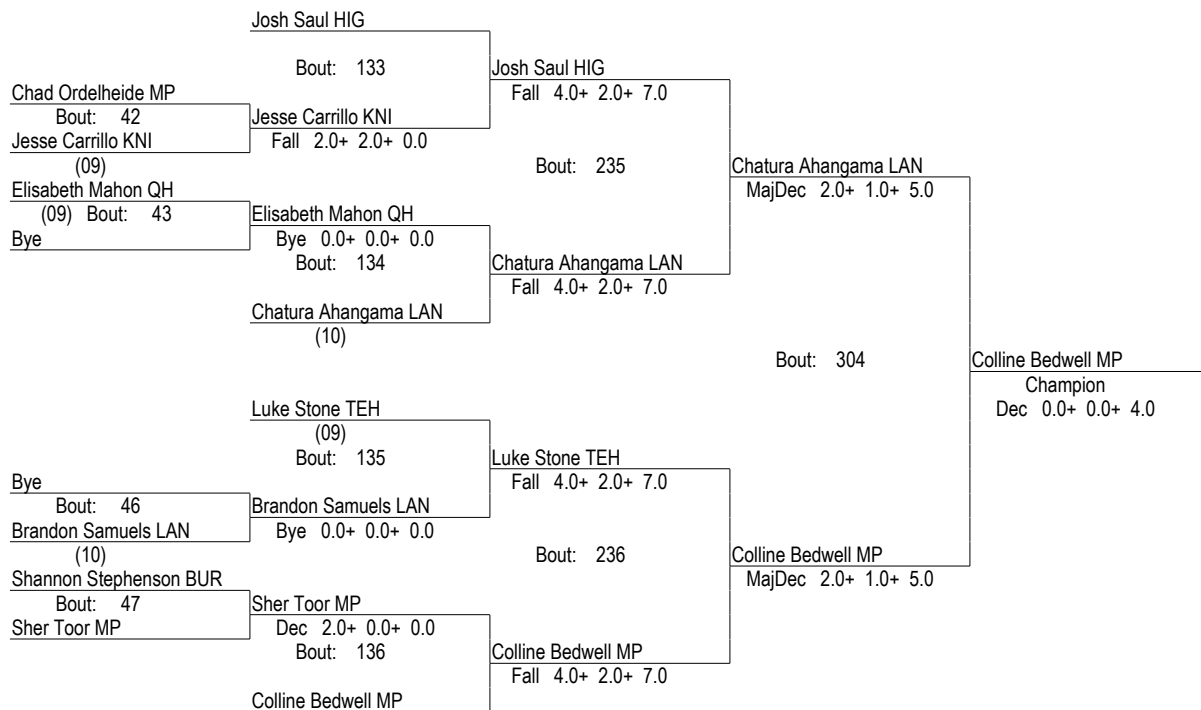 Josh Saul HIG
Bout: 133
Josh Saul HIG
Chad Ordelheide MP
Fall 4.0+ 2.0+ 7.0
Bout: 42
Jesse Carrillo KNI
Jesse Carrillo KNI
Fall 2.0+ 2.0+ 0.0
(09)
Bout: 235
Chatura Ahangama LAN
Elisabeth Mahon QH
MajDec 2.0+ 1.0+ 5.0
(09) Bout: 43
Elisabeth Mahon QH
Bye
Bye 0.0+ 0.0+ 0.0
Bout: 134
Chatura Ahangama LAN
Fall 4.0+ 2.0+ 7.0
Chatura Ahangama LAN
(10)
Bout: 304
Colline Bedwell MP
Champion
Dec 0.0+ 0.0+ 4.0
Luke Stone TEH
(09)
Bout: 135
Luke Stone TEH
Fall 4.0+ 2.0+ 7.0
Bye
Bout: 46
Brandon Samuels LAN
Brandon Samuels LAN
Bye 0.0+ 0.0+ 0.0
(10)
Bout: 236
Colline Bedwell MP
MajDec 2.0+ 1.0+ 5.0
Shannon Stephenson BUR
Bout: 47
Sher Toor MP
Sher Toor MP
Dec 2.0+ 0.0+ 0.0
Bout: 136
Colline Bedwell MP
Fall 4.0+ 2.0+ 7.0
Colline Bedwell MP